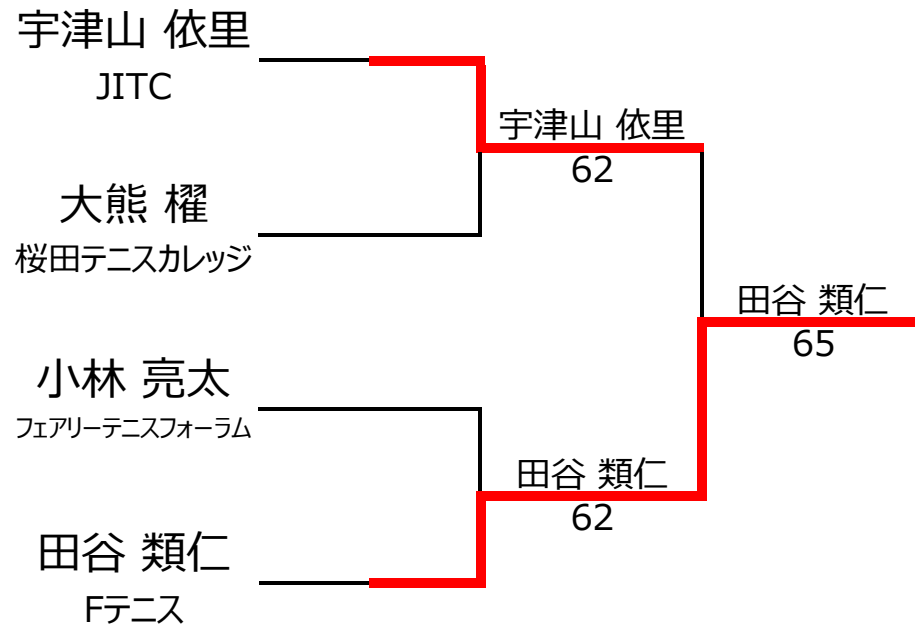 宇津山 依里
JITC
宇津山 依里
62
大熊 櫂
桜田テニスカレッジ
田谷 類仁
65
小林 亮太
フェアリーテニスフォーラム
田谷 類仁
62
田谷 類仁
Fテニス